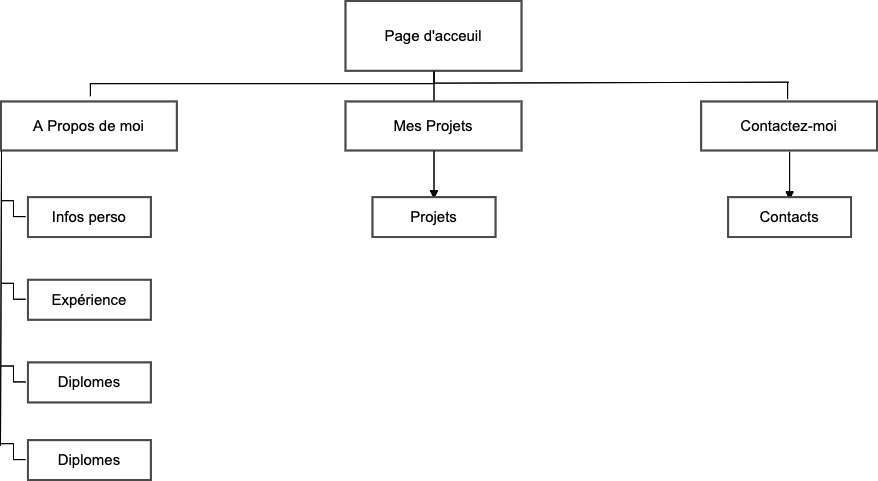 Page d'acceuil
A Propos de moi
Mes Projets
Contactez-moi
Infos perso
Projets
Contacts
Expérience
Diplomes
Diplomes